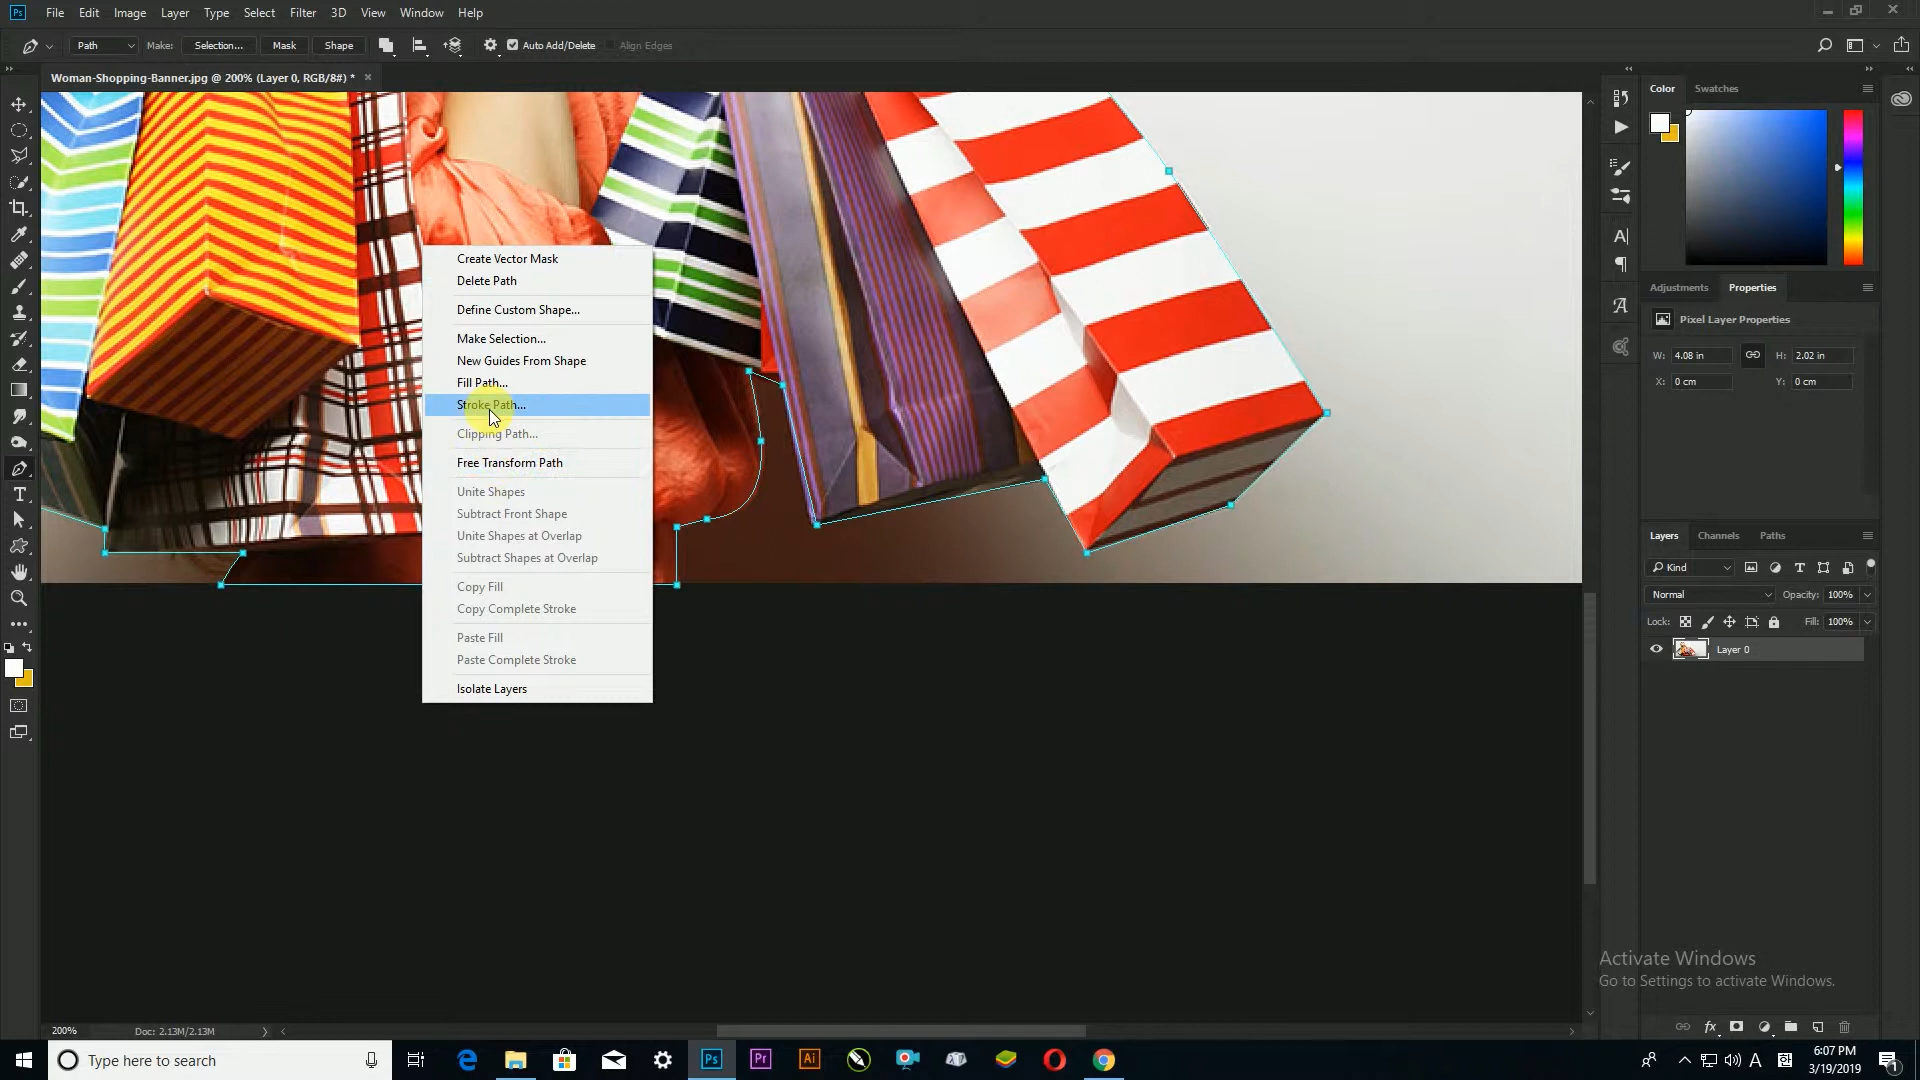 Ps File Edit Image Layer Type Select Filter 3D View Window Help
Path Make: Selection... Mask Shape Auto Add/Delete Align Edges
Woman-Shopping-Banner.jpg @ 200% (Layer 0, RGB/8#) *
Color Swatches
Create Vector Mask
Delete Path
Define Custom Shape...
Make Selection...
New Guides From Shape
Fill Path...
Stroke Path...
Clipping Path...
Free Transform Path
Unite Shapes
Subtract Front Shape
Unite Shapes at Overlap
Subtract Shapes at Overlap
Copy Fill
Copy Complete Stroke
Paste Fill
Paste Complete Stroke
Isolate Layers
Adjustments Properties
Pixel Layer Properties
W: 4.08 in H: 2.02 in
X: 0 cm Y: 0 cm
Layers Channels Paths
Kind
Normal Opacity: 100%
Lock: Fill: 100%
Layer 0
Activate Windows
Go to Settings to activate Windows.
200% Doc: 2.13M/2.13M
Type here to search
Ps Pr Ai
A 6:07 PM
3/19/2019
1